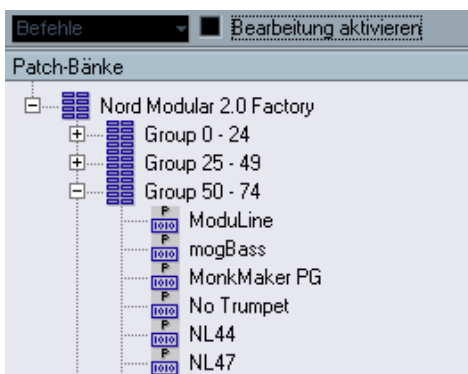 Befehle Bearbeitung aktivieren
Patch-Bänke
Nord Modular 2.0 Factory
Group 0 - 24
Group 25 - 49
Group 50 - 74
ModuLine
mogBass
MonkMaker PG
No Trumpet
NL44
NL47